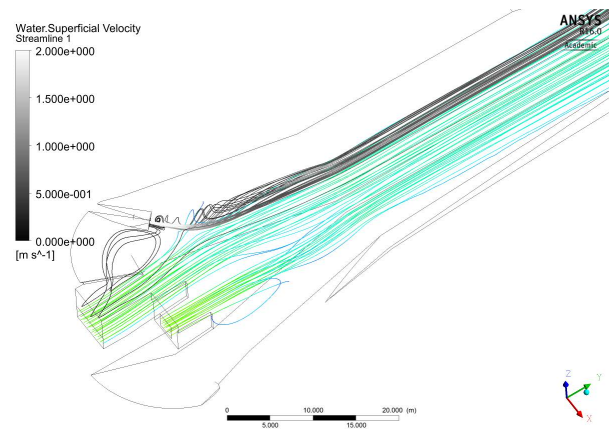 Water.Superficial Velocity
Streamline 1
2.000e+000
1.500e+000
1.000e+000
5.000e-001
0.000e+000
[m s^-1]
ANSYS
R16.0
Academic
0 10.000 20.000 (m)
5.000 15.000
Z
Y
X